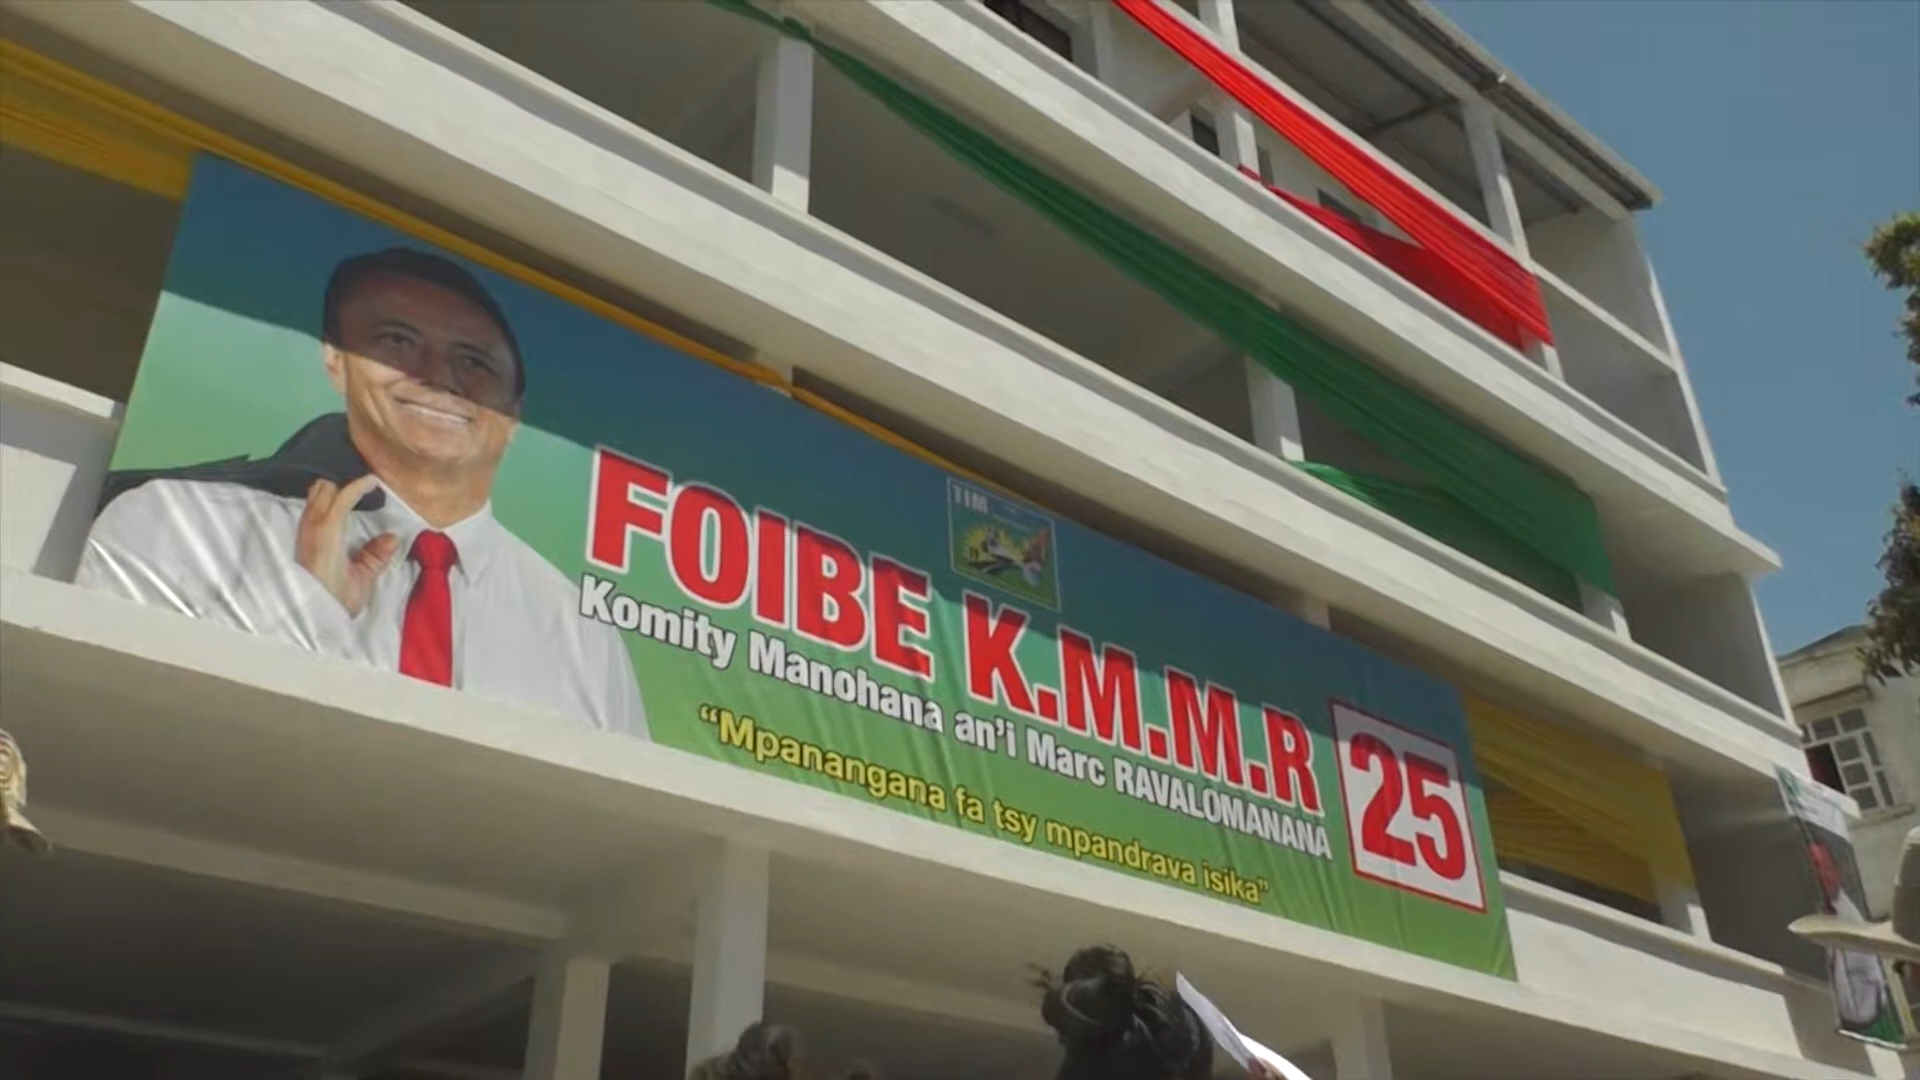 TIM
FOIBE K.M.M.R
Komity Manohana an'i Marc RAVALOMANANA
25
“Mpanangana fa tsy mpandrava isika”